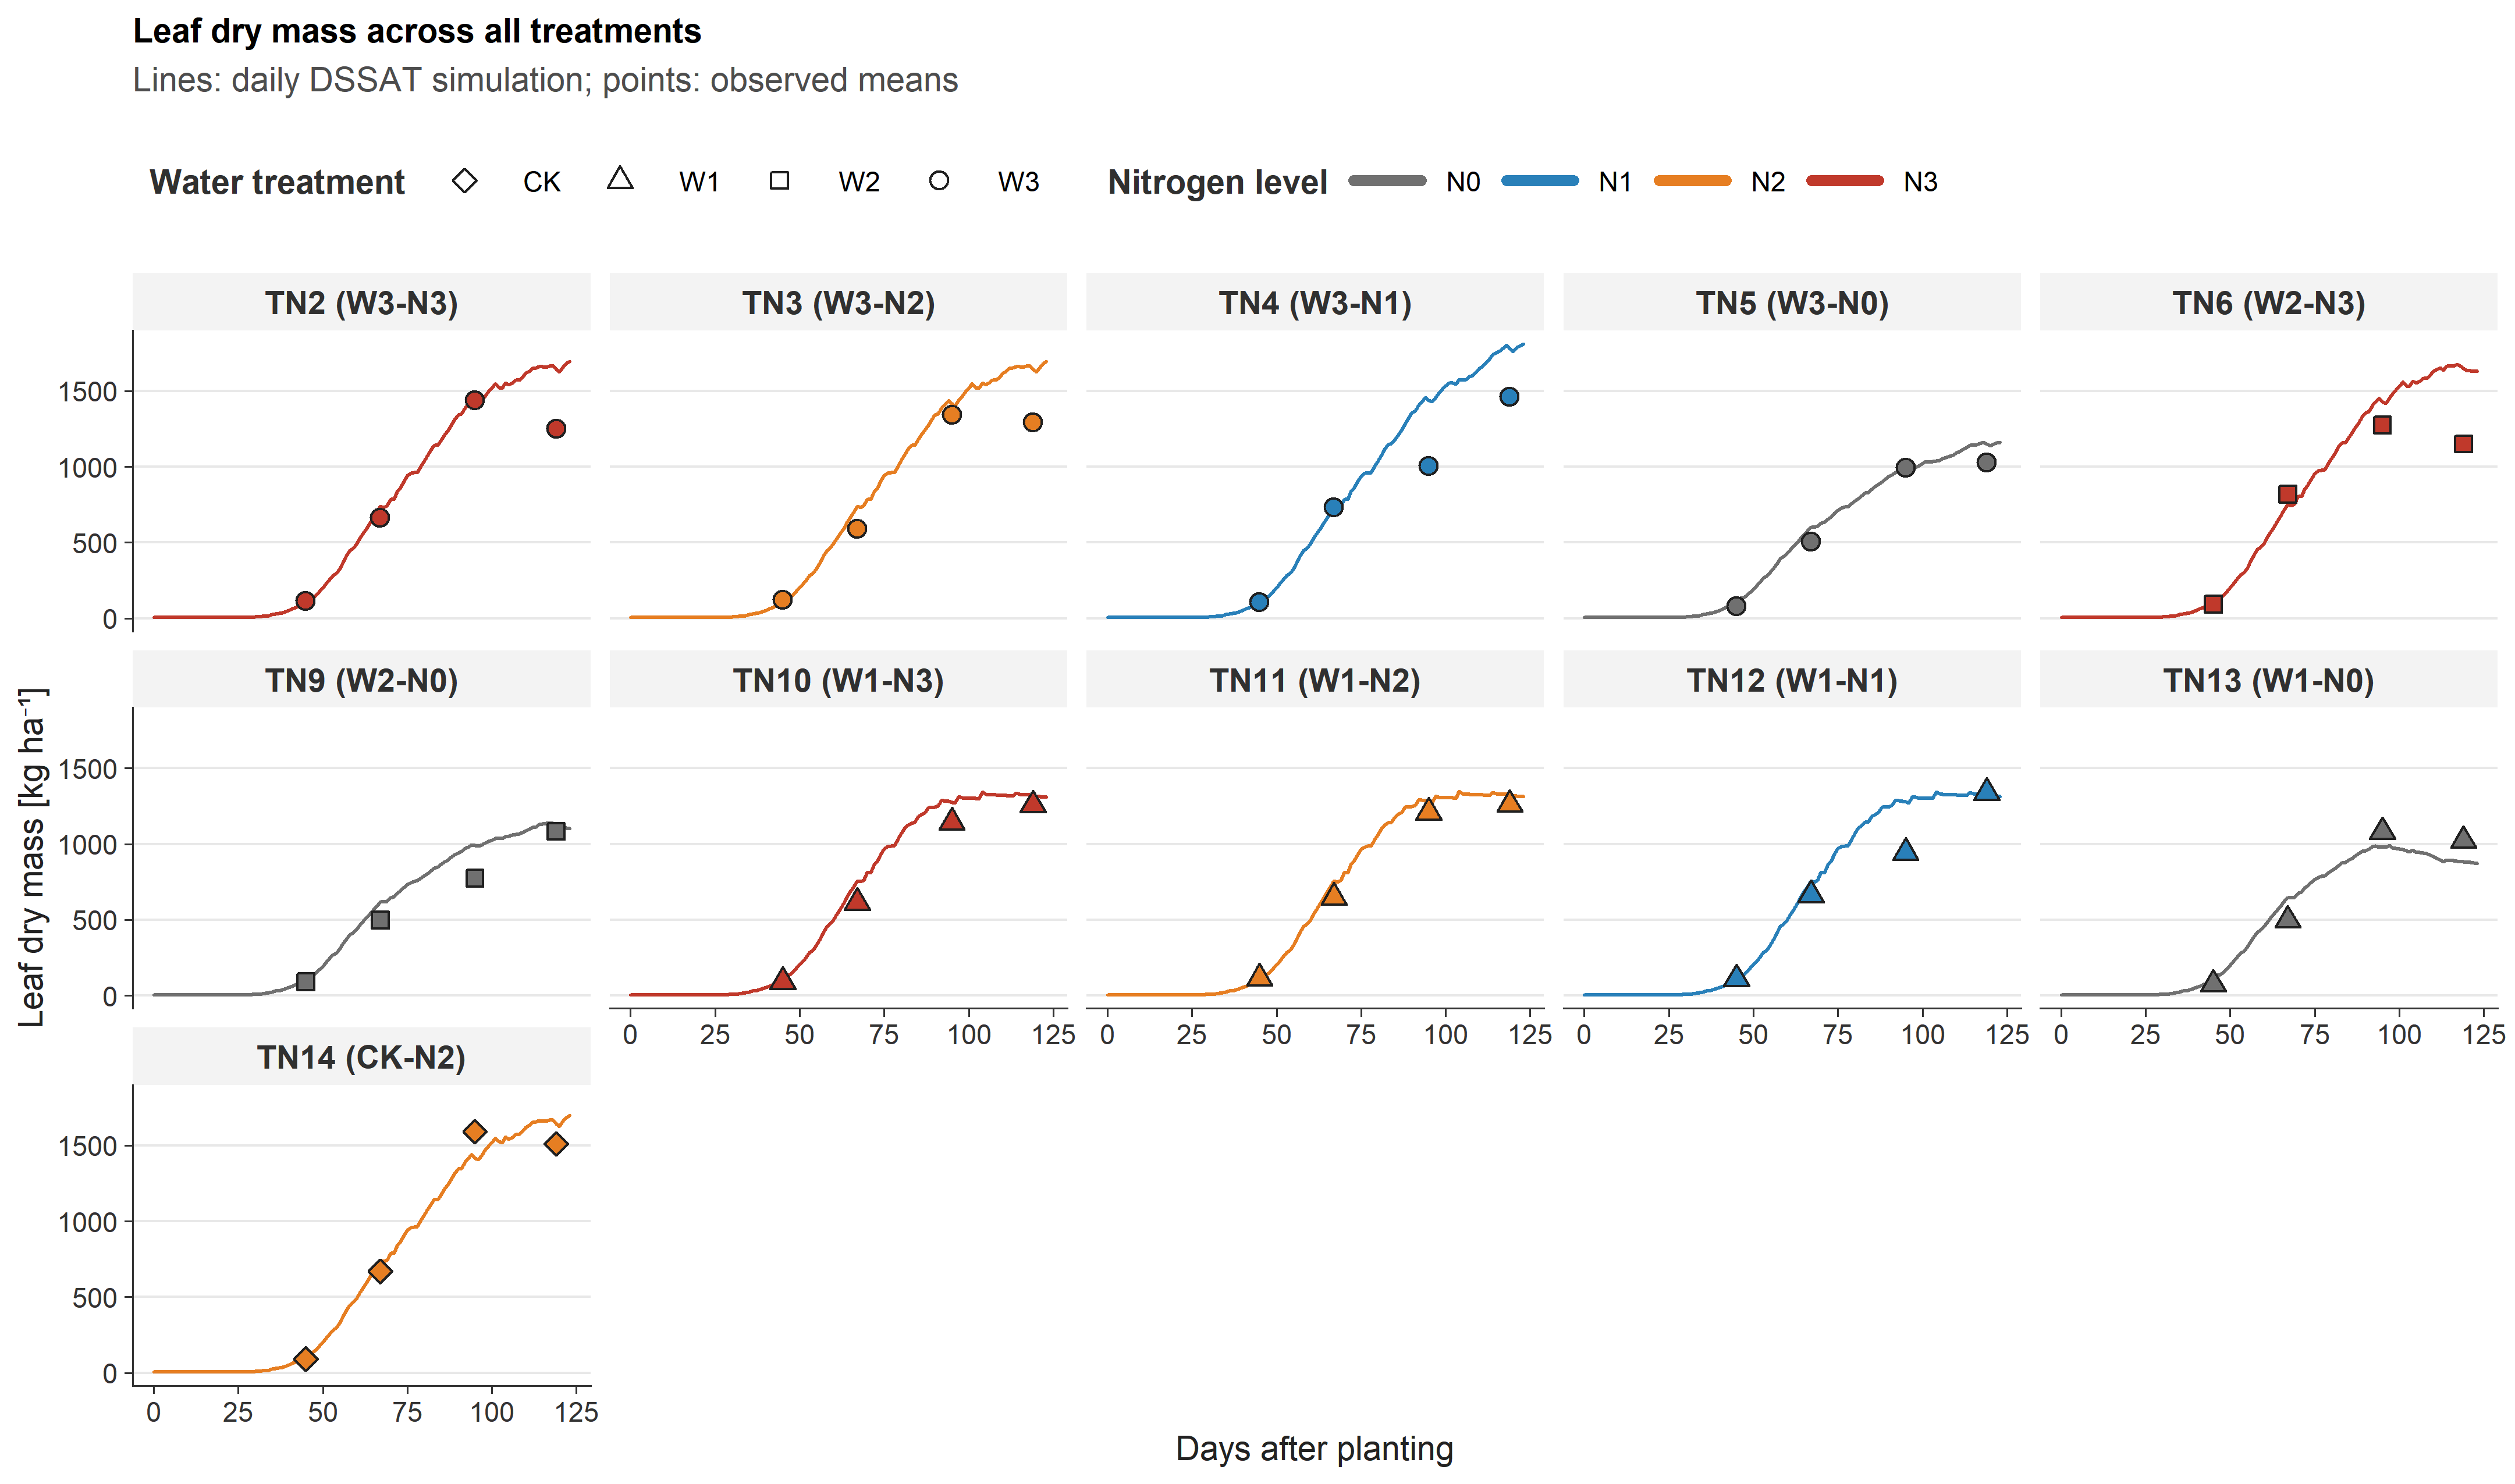 Leaf dry mass across all treatments
Lines: daily DSSAT simulation; points: observed means
Water treatment CK W1 W2 W3 Nitrogen level N0 N1 N2 N3
TN2 (W3-N3) TN3 (W3-N2) TN4 (W3-N1) TN5 (W3-N0) TN6 (W2-N3)
1500
1000
500
0
TN9 (W2-N0) TN10 (W1-N3) TN11 (W1-N2) TN12 (W1-N1) TN13 (W1-N0)
Leaf dry mass [kg ha⁻¹]
1500
1000
500
0
0 25 50 75 100 125 0 25 50 75 100 125 0 25 50 75 100 125 0 25 50 75 100 125
TN14 (CK-N2)
1500
1000
500
0
0 25 50 75 100 125
Days after planting